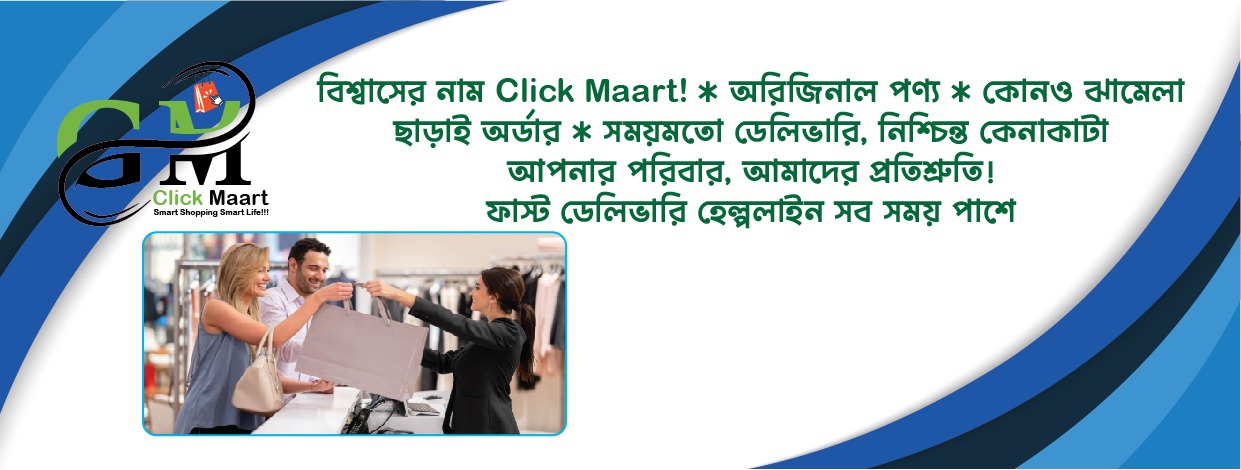 বিশ্বাসের নাম Click Maart! * অরিজিনাল পণ্য * কোনও ঝামেলা
ছাড়াই অর্ডার * সময়মতো ডেলিভারি, নিশ্চিন্ত কেনাকাটা
আপনার পরিবার, আমাদের প্রতিশ্রুতি!
ফাস্ট ডেলিভারি হেল্পলাইন সব সময় পাশে
CM
Click Maart
Smart Shopping Smart Life!!!